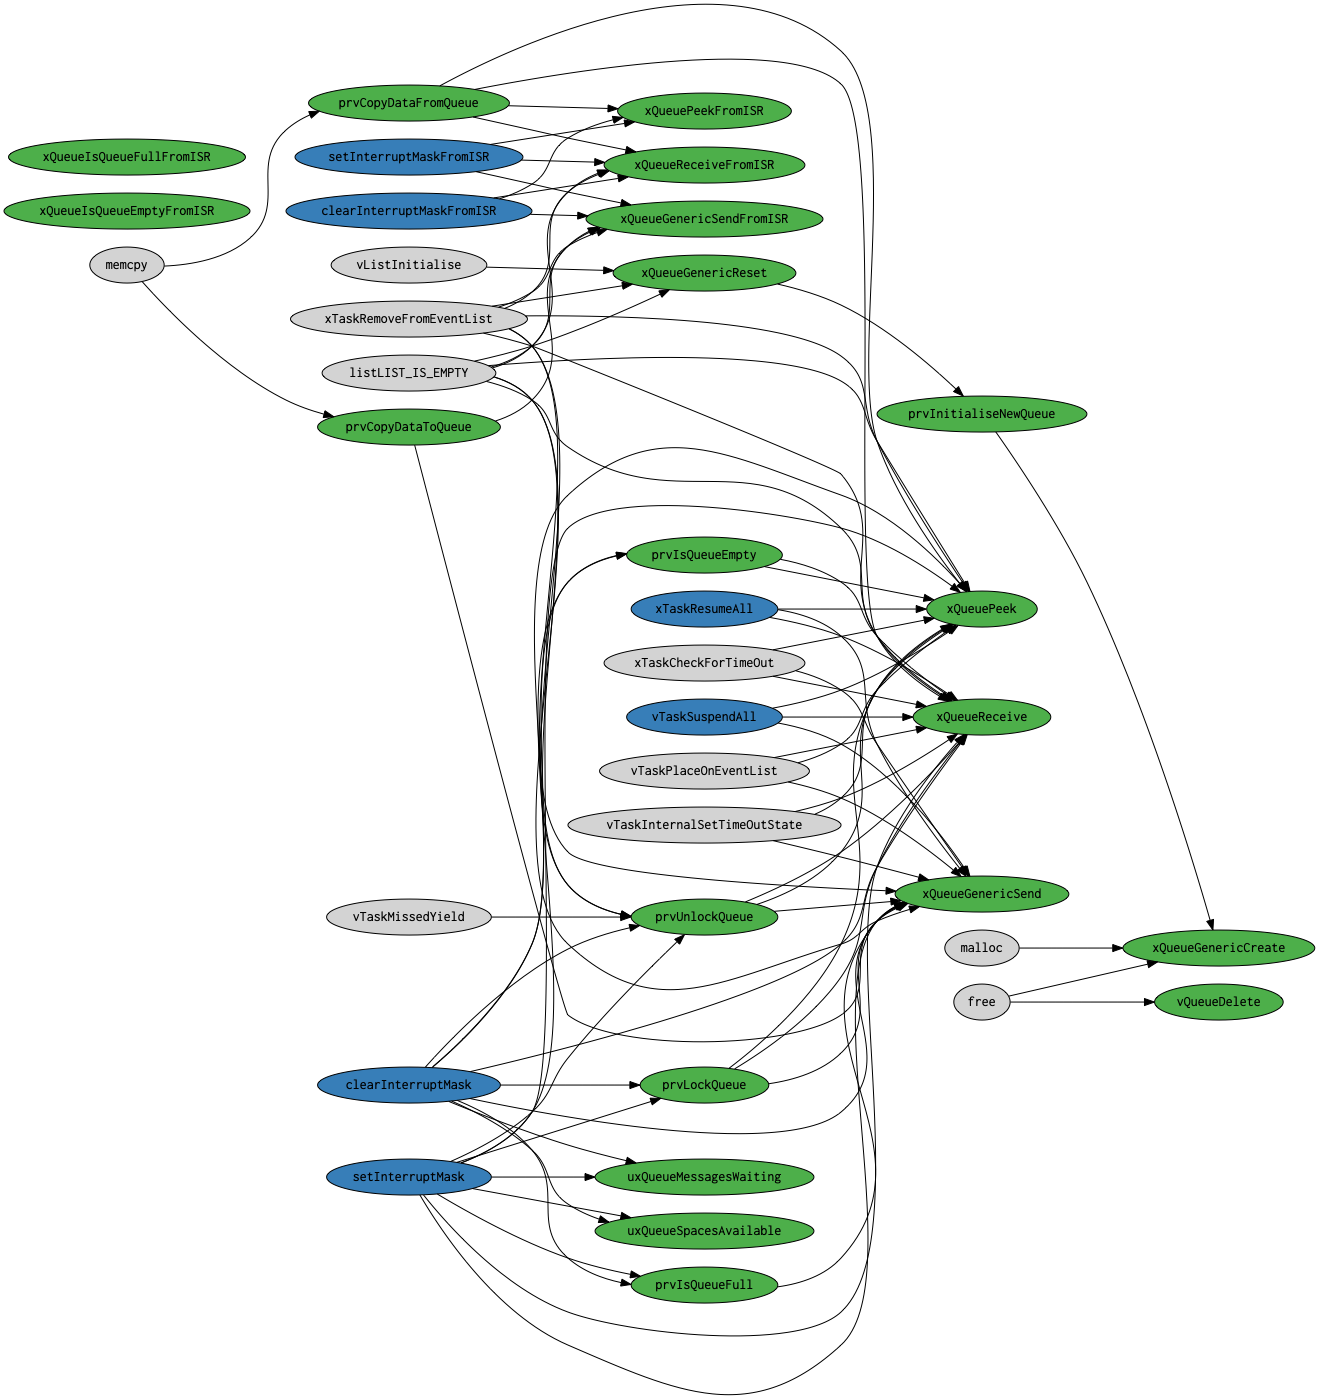 prvCopyDataFromQueue
xQueuePeekFromISR
xQueueIsQueueFullFromISR
setInterruptMaskFromISR
xQueueReceiveFromISR
xQueueIsQueueEmptyFromISR
clearInterruptMaskFromISR
xQueueGenericSendFromISR
memcpy
vListInitialise
xQueueGenericReset
xTaskRemoveFromEventList
listLIST_IS_EMPTY
prvCopyDataToQueue
prvInitialiseNewQueue
prvIsQueueEmpty
xTaskResumeAll
xQueuePeek
xTaskCheckForTimeOut
vTaskSuspendAll
xQueueReceive
vTaskPlaceOnEventList
vTaskInternalSetTimeOutState
xQueueGenericSend
vTaskMissedYield
prvUnlockQueue
malloc
xQueueGenericCreate
free
vQueueDelete
clearInterruptMask
prvLockQueue
setInterruptMask
uxQueueMessagesWaiting
uxQueueSpacesAvailable
prvIsQueueFull